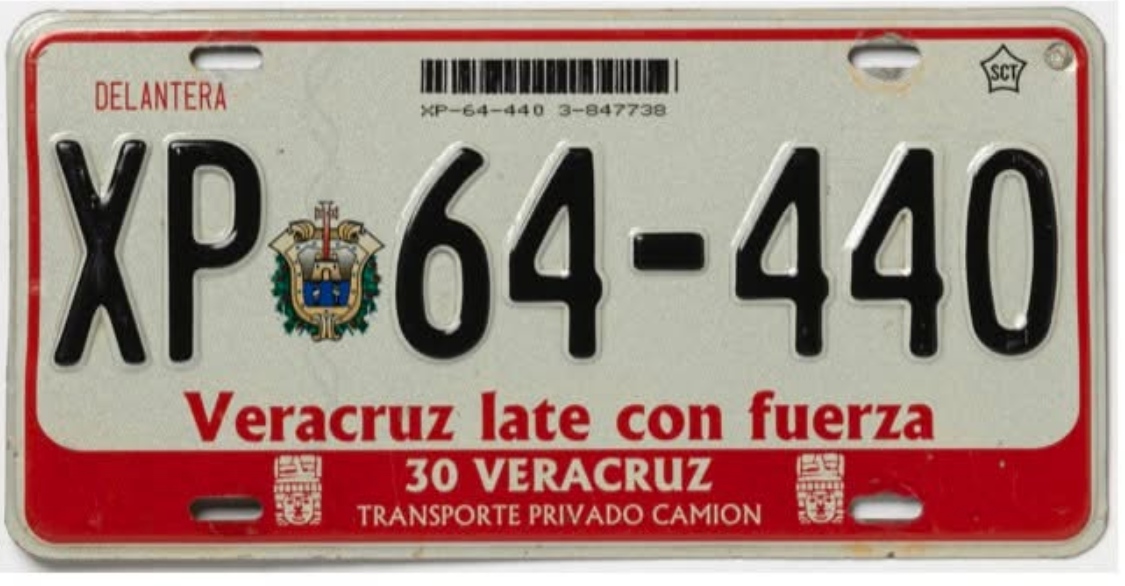 DELANTERA
XP-64-440 3-847738
SCT
XP 64-440
Veracruz late con fuerza
30 VERACRUZ
TRANSPORTE PRIVADO CAMION